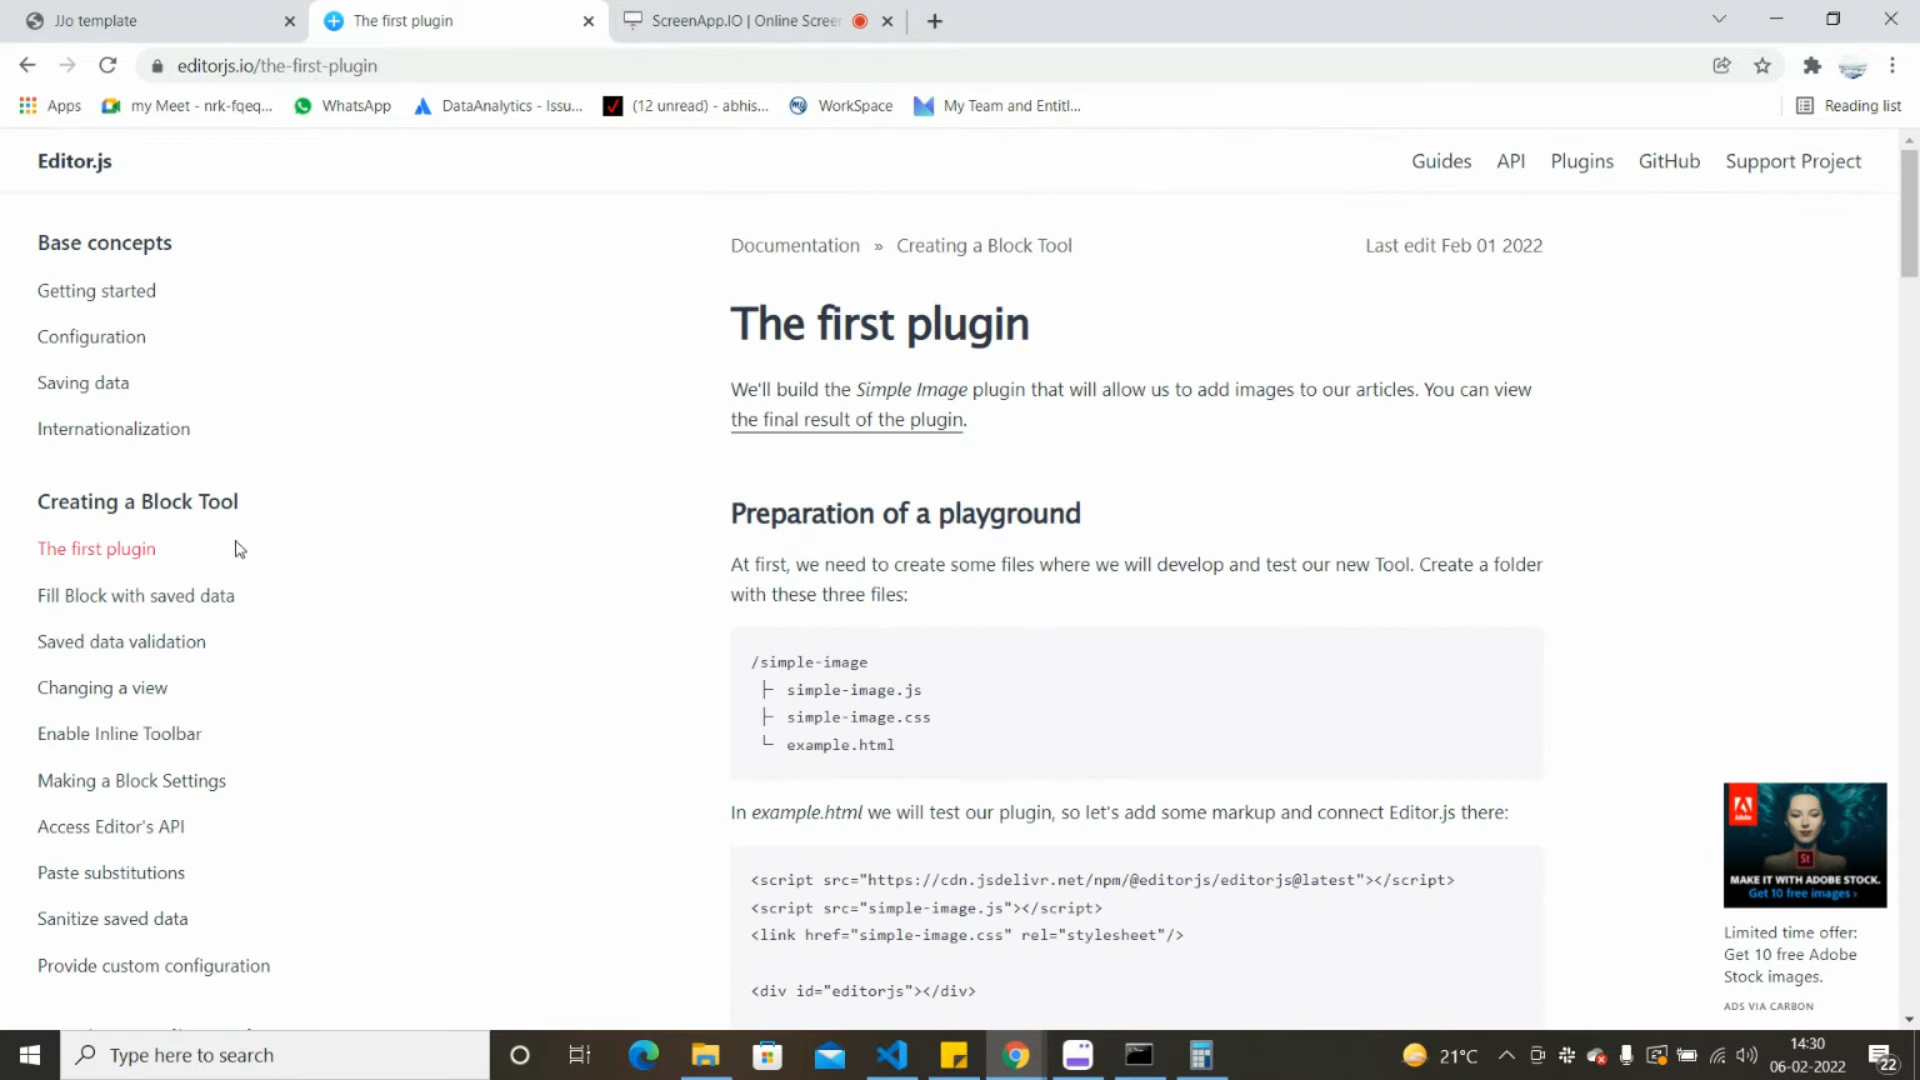 JJo template
The first plugin
ScreenApp.IO | Online Screen
editorjs.io/the-first-plugin
Apps
my Meet - nrk-fqeq...
WhatsApp
DataAnalytics - Issu...
(12 unread) - abhis...
WorkSpace
My Team and Entitl...
Reading list
Editor.js
Guides
API
Plugins
GitHub
Support Project
Base concepts
Getting started
Configuration
Saving data
Internationalization
Creating a Block Tool
The first plugin
Fill Block with saved data
Saved data validation
Changing a view
Enable Inline Toolbar
Making a Block Settings
Access Editor's API
Paste substitutions
Sanitize saved data
Provide custom configuration
Documentation » Creating a Block Tool
Last edit Feb 01 2022
The first plugin
We'll build the Simple Image plugin that will allow us to add images to our articles. You can view
the final result of the plugin.
Preparation of a playground
At first, we need to create some files where we will develop and test our new Tool. Create a folder
with these three files:
/simple-image
├ simple-image.js
├ simple-image.css
└ example.html
In example.html we will test our plugin, so let's add some markup and connect Editor.js there:
<script src="https://cdn.jsdelivr.net/npm/@editorjs/editorjs@latest"></script>
<script src="simple-image.js"></script>
<link href="simple-image.css" rel="stylesheet"/>
<div id="editorjs"></div>
St
MAKE IT WITH ADOBE STOCK.
Get 10 free images ›
Limited time offer:
Get 10 free Adobe
Stock images.
ADS VIA CARBON
Type here to search
21°C
14:30
06-02-2022
22